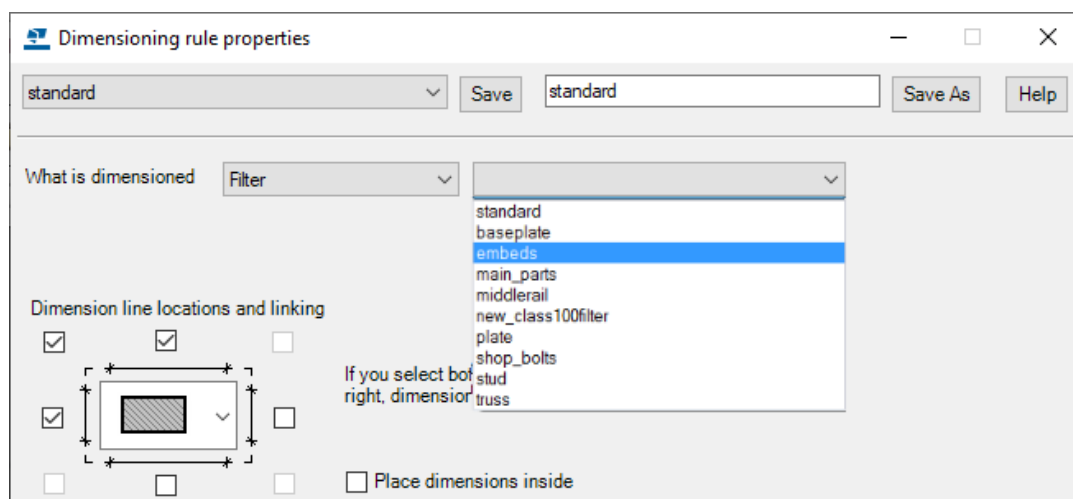 Dimensioning rule properties
standard Save standard Save As Help
What is dimensioned Filter
standard
baseplate
embeds
main_parts
middlerail
new_class100filter
plate
shop_bolts
stud
truss
Dimension line locations and linking
If you select
right, dimension
Place dimensions inside